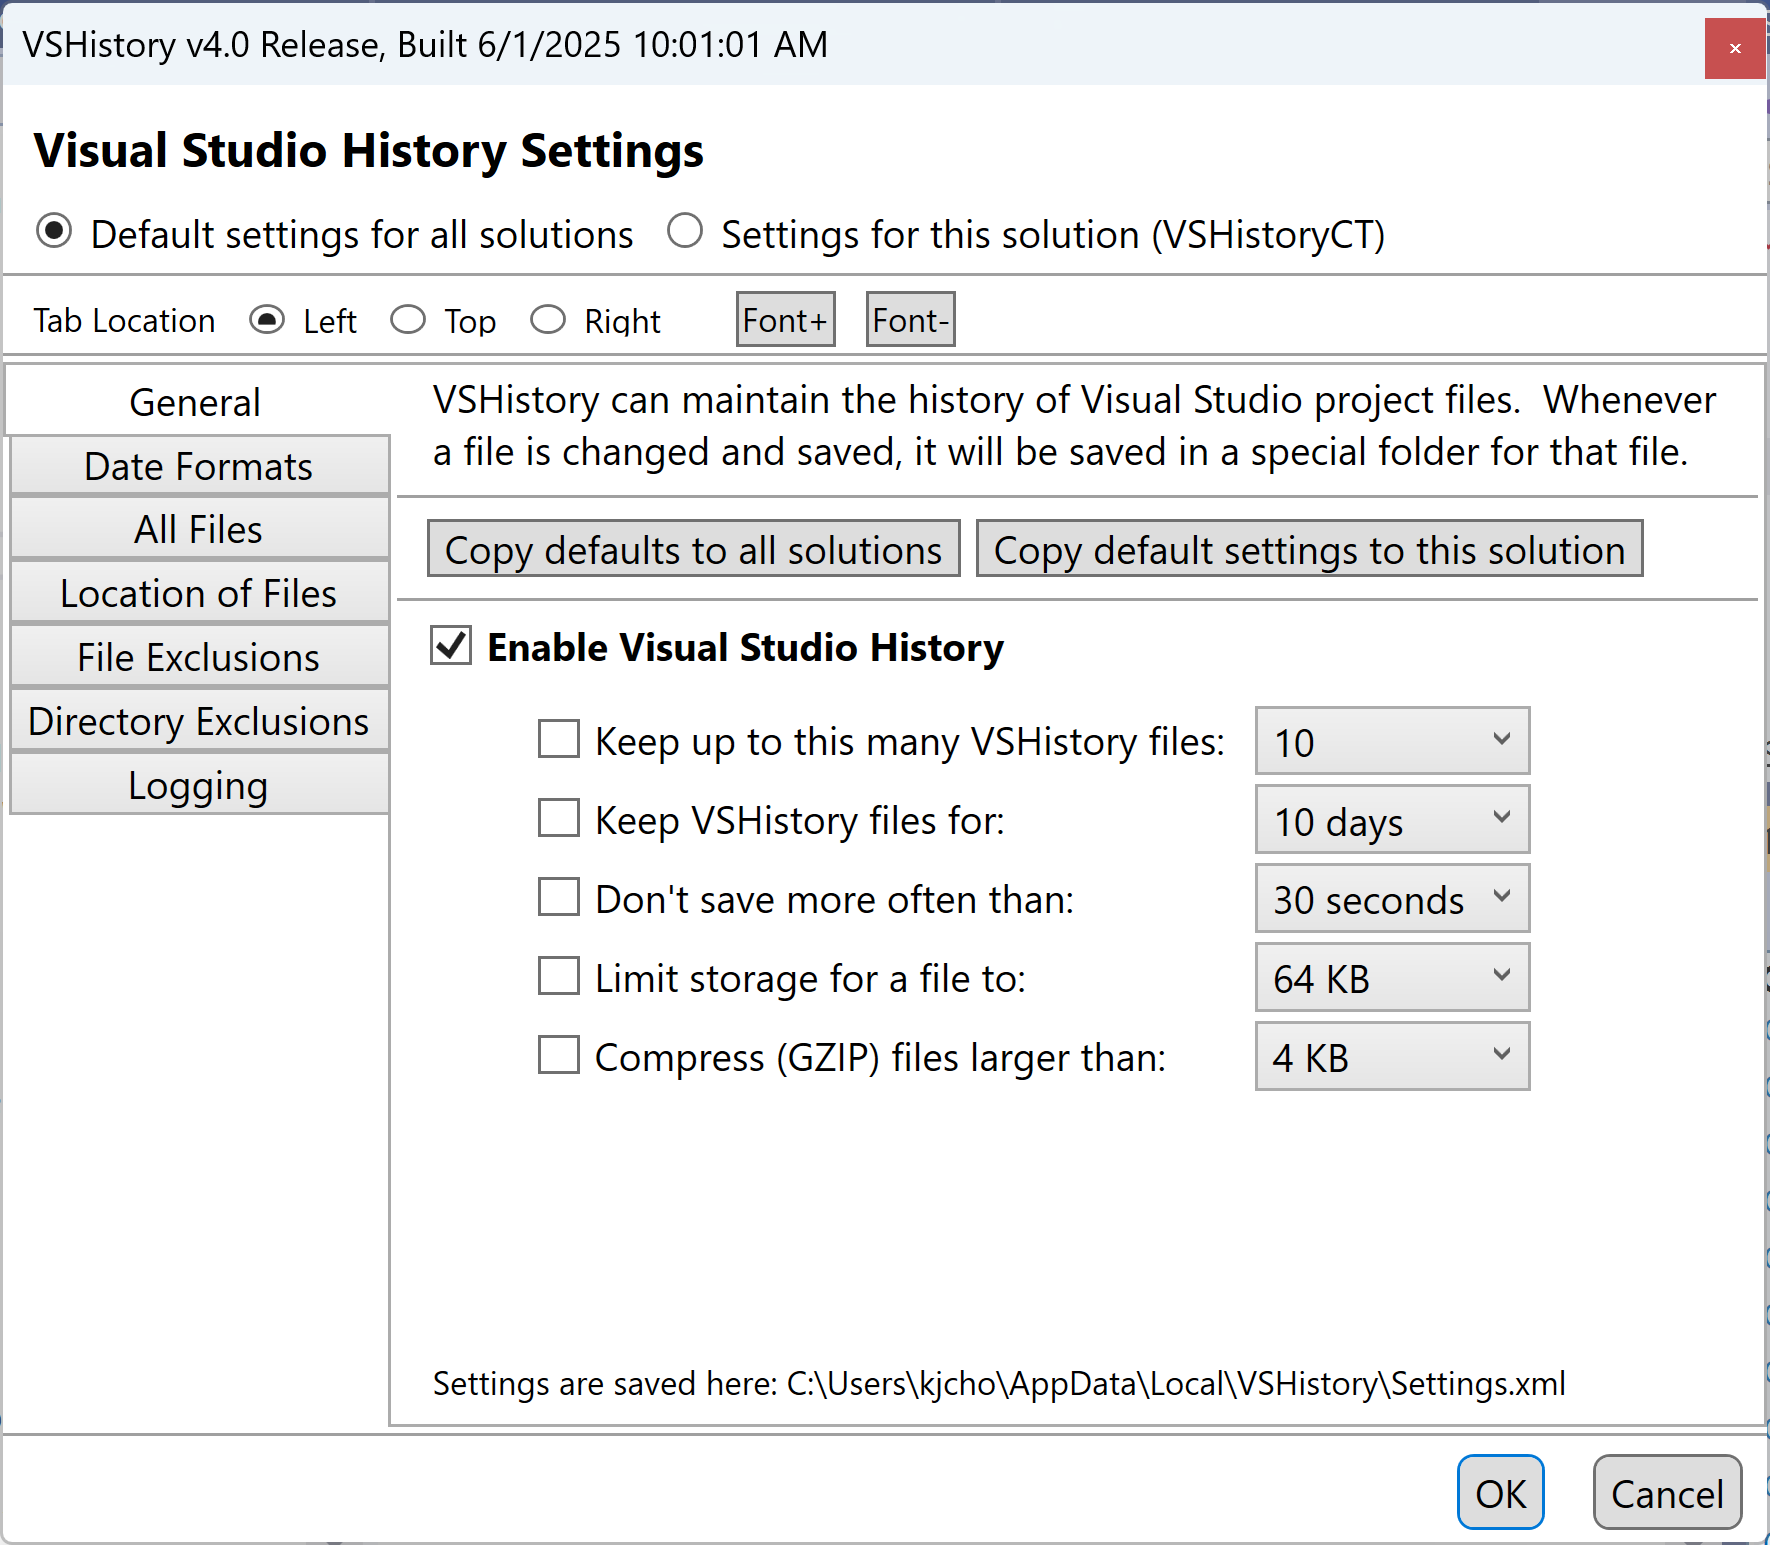 VSHistory v4.0 Release, Built 6/1/2025 10:01:01 AM
Visual Studio History Settings
Default settings for all solutions Settings for this solution (VSHistoryCT)
Tab Location Left Top Right Font+ Font-
General
Date Formats
All Files
Location of Files
File Exclusions
Directory Exclusions
Logging
VSHistory can maintain the history of Visual Studio project files. Whenever
a file is changed and saved, it will be saved in a special folder for that file.
Copy defaults to all solutions Copy default settings to this solution
Enable Visual Studio History
Keep up to this many VSHistory files: 10
Keep VSHistory files for: 10 days
Don't save more often than: 30 seconds
Limit storage for a file to: 64 KB
Compress (GZIP) files larger than: 4 KB
Settings are saved here: C:\Users\kjcho\AppData\Local\VSHistory\Settings.xml
OK Cancel